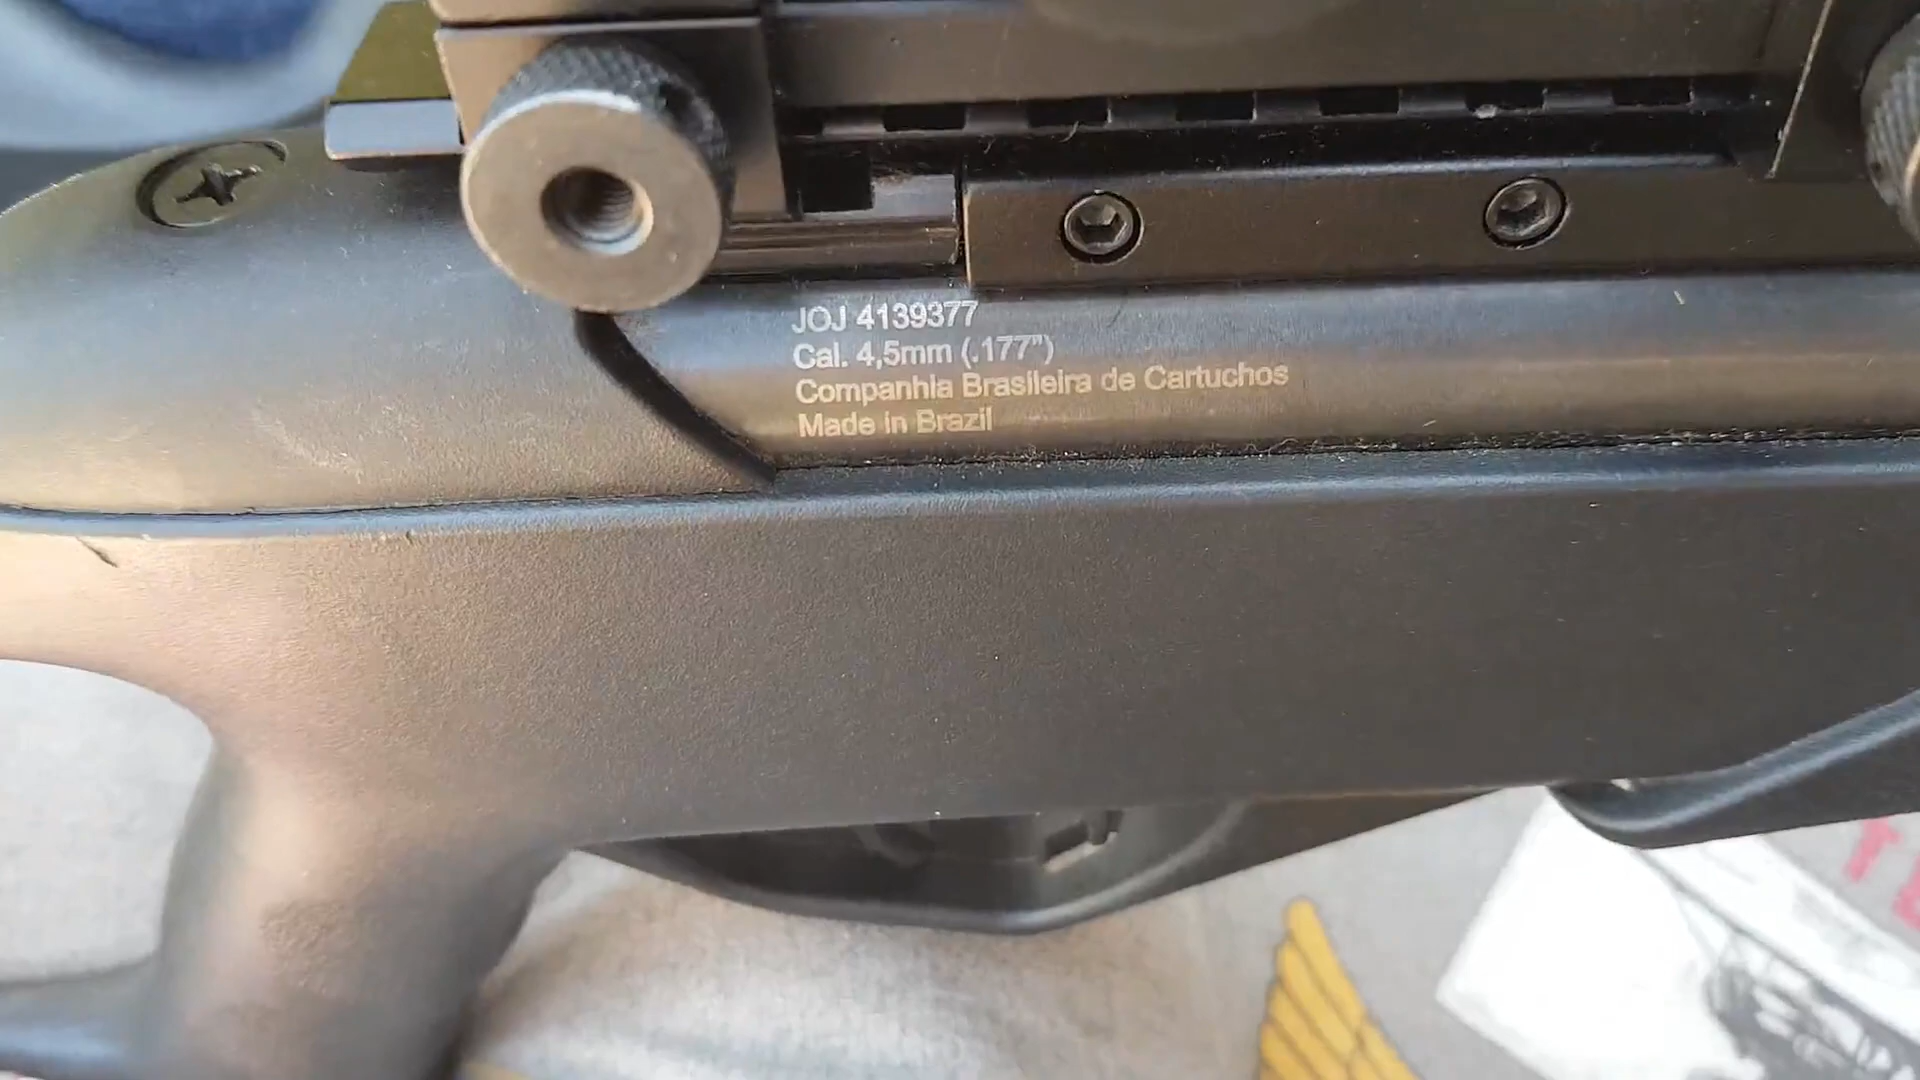 JOJ 4139377
Cal. 4,5mm (.177")
Companhia Brasileira de Cartuchos
Made in Brazil